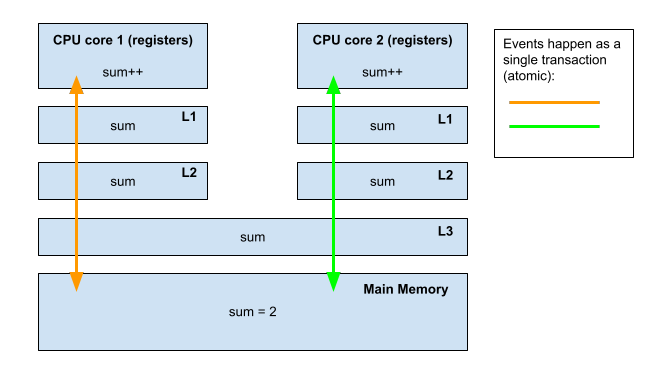 CPU core 1 (registers)
sum++
CPU core 2 (registers)
sum++
Events happen as a
single transaction
(atomic):
L1
sum
L1
sum
L2
sum
L2
sum
L3
sum
Main Memory
sum = 2